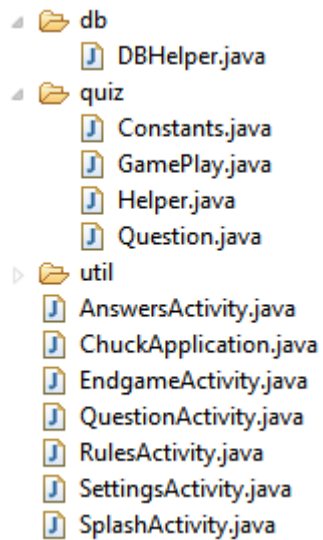 db
DBHelper.java
quiz
Constants.java
GamePlay.java
Helper.java
Question.java
util
AnswersActivity.java
ChuckApplication.java
EndgameActivity.java
QuestionActivity.java
RulesActivity.java
SettingsActivity.java
SplashActivity.java